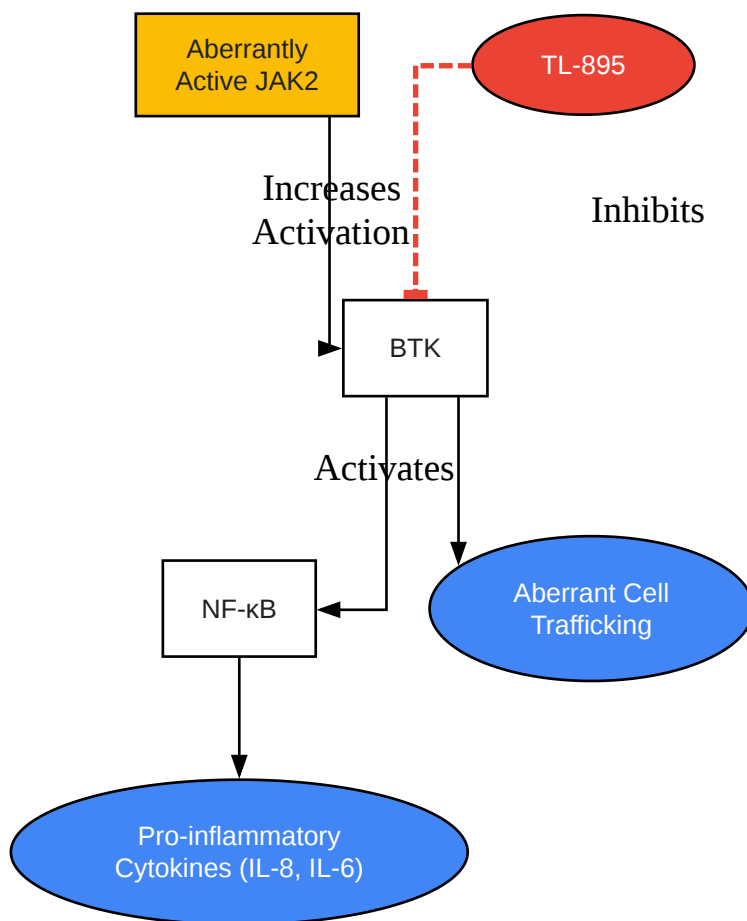 Aberrantly
Active JAK2
TL-895
Increases
Activation
Inhibits
BTK
Activates
NF-κB
Aberrant Cell
Trafficking
Pro-inflammatory
Cytokines (IL-8, IL-6)